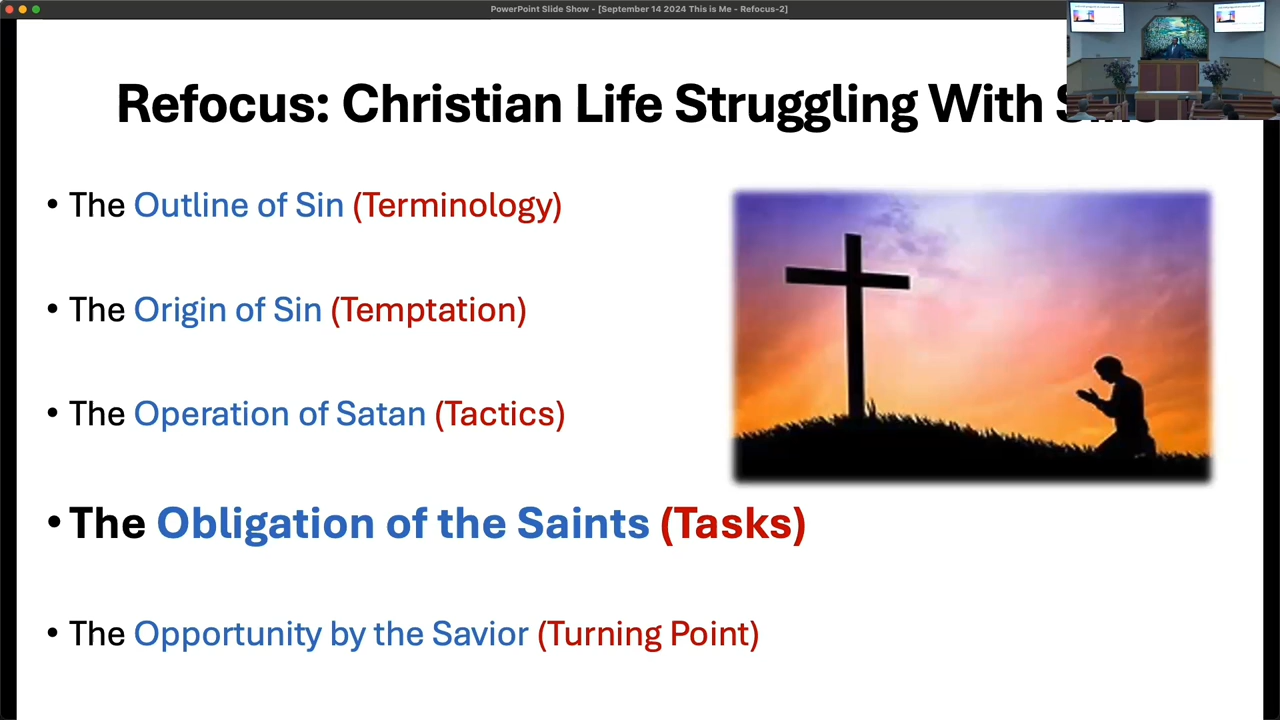 PowerPoint Slide Show - [September 14 2024 This is Me - Refocus-2]
Refocus: Christian Life Struggling With
• The Outline of Sin (Terminology)
• The Origin of Sin (Temptation)
• The Operation of Satan (Tactics)
• The Obligation of the Saints (Tasks)
• The Opportunity by the Savior (Turning Point)